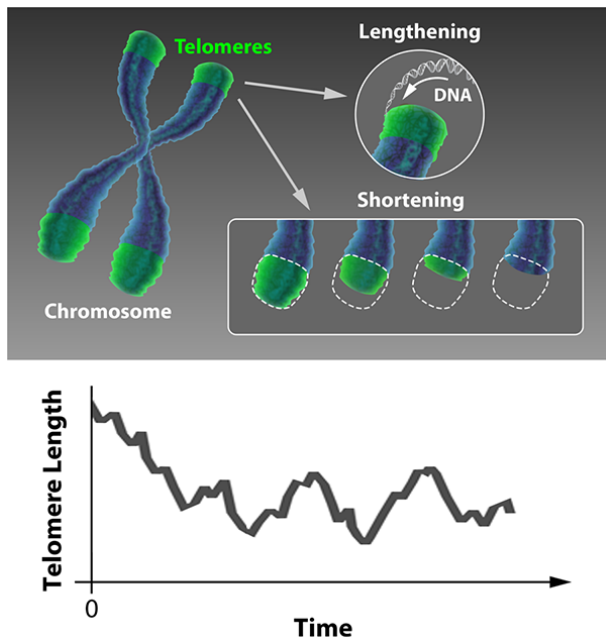 Telomeres
Lengthening
DNA
Shortening
Chromosome
Telomere Length
0
Time